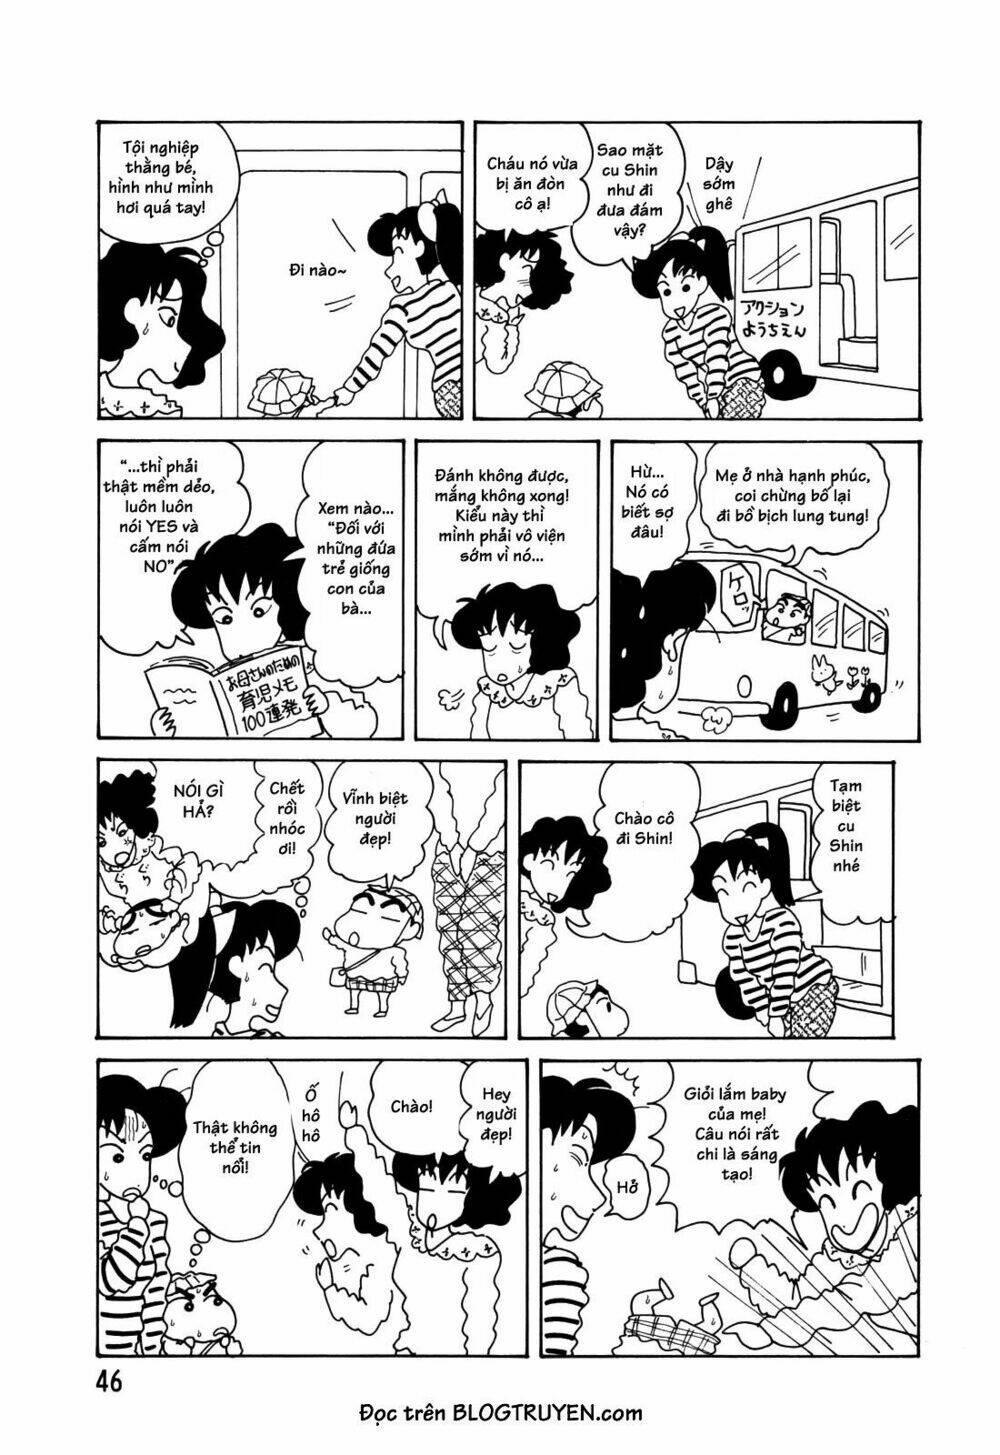 Dậy
sớm
ghê
Sao mặt
cu Shin
như đi
đưa đám
vậy?
Cháu nó vừa
bị ăn đòn
cô ạ!
アクション
ようちえん
Đi nào~
Tội nghiệp
thằng bé,
hình như mình
hơi quá tay!
Mẹ ở nhà hạnh phúc,
coi chừng bố lại
đi bồ bịch lung tung!
Hừ...
Nó có
biết sợ
đâu!
ケロ
Đánh không được,
mắng không xong!
Kiểu này thì
mình phải vô viện
sớm vì nó...
Xem nào...
“Đối với
những đứa
trẻ giống
con của
bà...
“...thì phải
thật mềm dẻo,
luôn luôn
nói YES và
cấm nói
NO”
お母さんのための
育児メモ
100連発
Tạm
biệt
cu
Shin
nhé
Chào cô
đi Shin!
Vĩnh biệt
người
đẹp!
Chết
rồi
nhóc
ơi!
NÓI GÌ
HẢ?
Giỏi lắm baby
của mẹ!
Câu nói rất
chi là sáng
tạo!
Hở
Hey
người
đẹp!
Chào!
Ố
hô
hô
Thật không
thể tin
nổi!
46
Đọc trên BLOGTRUYEN.com